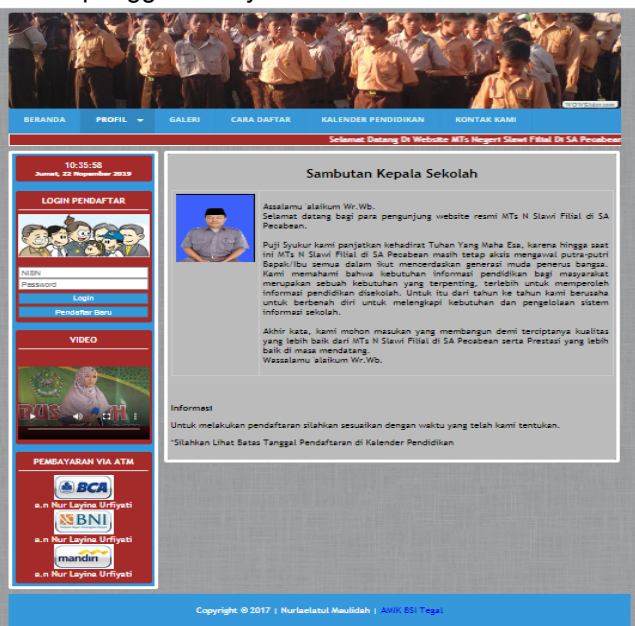 BERANDA PROFIL GALERI CARA DAFTAR KALENDER PENDIDIKAN KONTAK KAMI
Selamat Datang Di Website MTs Negeri Slawi Filial Di SA Pecabean
10:35:58
Jumat, 22 Nopember 2019
LOGIN PENDAFTAR
NISN
Password
Login
Pendaftar Baru
VIDEO
PEMBAYARAN VIA ATM
BCA
a.n Nur Layina Urfiyati
BNI
a.n Nur Layina Urfiyati
mandiri
a.n Nur Layina Urfiyati
Sambutan Kepala Sekolah
Assalamu 'alaikum Wr.Wb.
Selamat datang bagi para pengunjung website resmi MTs N Slawi Filial di SA
Pecabean.
Puji Syukur kami panjatkan kehadirat Tuhan Yang Maha Esa, karena hingga saat
ini MTs N Slawi Filial di SA Pecabean masih tetap aksis mengawal putra-putri
Bapak/Ibu semua dalam ikut mencerdaskan generasi muda penerus bangsa.
Kami memahami bahwa kebutuhan informasi pendidikan bagi masyarakat
merupakan sebuah kebutuhan yang terpenting, terlebih untuk memperoleh
informasi pendidikan disekolah. Untuk itu dari tahun ke tahun kami berusaha
untuk berbenah diri untuk melengkapi kebutuhan dan pengelolaan sistem
informasi sekolah.
Akhir kata, kami mohon masukan yang membangun demi terciptanya kualitas
yang lebih baik dari MTs N Slawi Filial di SA Pecabean serta Prestasi yang lebih
baik di masa mendatang.
Wassalamu 'alaikum Wr.Wb.
Informasi
Untuk melakukan pendaftaran silahkan sesuaikan dengan waktu yang telah kami tentukan.
*Silahkan Lihat Batas Tanggal Pendaftaran di Kalender Pendidikan
Copyright © 2017 | Nurlaelatul Maulidah | AMIK BSI Tegal